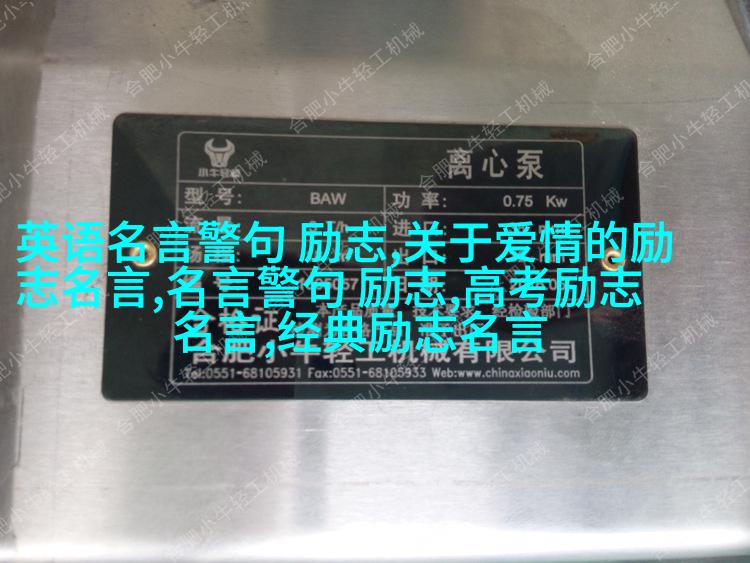 合肥小牛轻工机械
小牛轻工
离心泵
型号: BAW 功率: 0.75 Kw
英语名言警句 励志,关于爱情的励
志名言,名言警句 励志,高考励志
名言,经典励志名言
合肥小牛轻工机械有限公司
Tel:0551-68105931 Fax:0551-68105933 Web:www.chinaxiaoniu.com